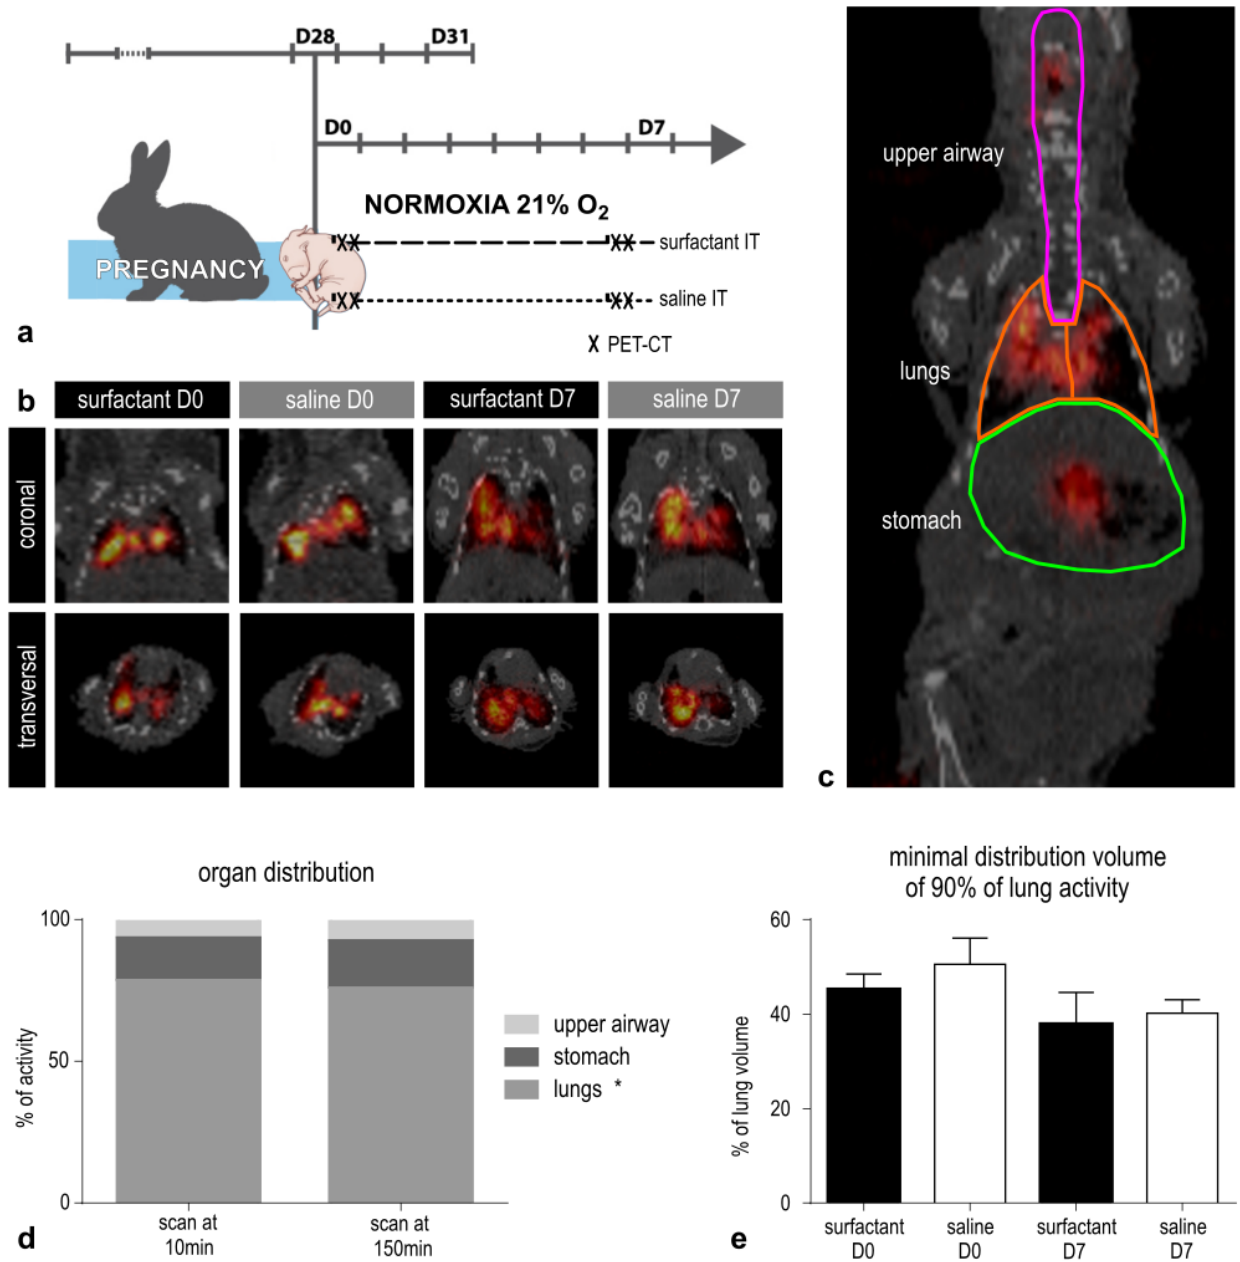 D28
D31
D0
D7
NORMOXIA 21% O₂
PREGNANCY
surfactant IT
saline IT
X PET-CT
a
b
surfactant D0
saline D0
surfactant D7
saline D7
coronal
transversal
upper airway
lungs
stomach
c
organ distribution
% of activity
100
50
0
scan at
10min
scan at
150min
upper airway
stomach
lungs *
d
minimal distribution volume
of 90% of lung activity
% of lung volume
60
40
20
0
surfactant
D0
saline
D0
surfactant
D7
saline
D7
e